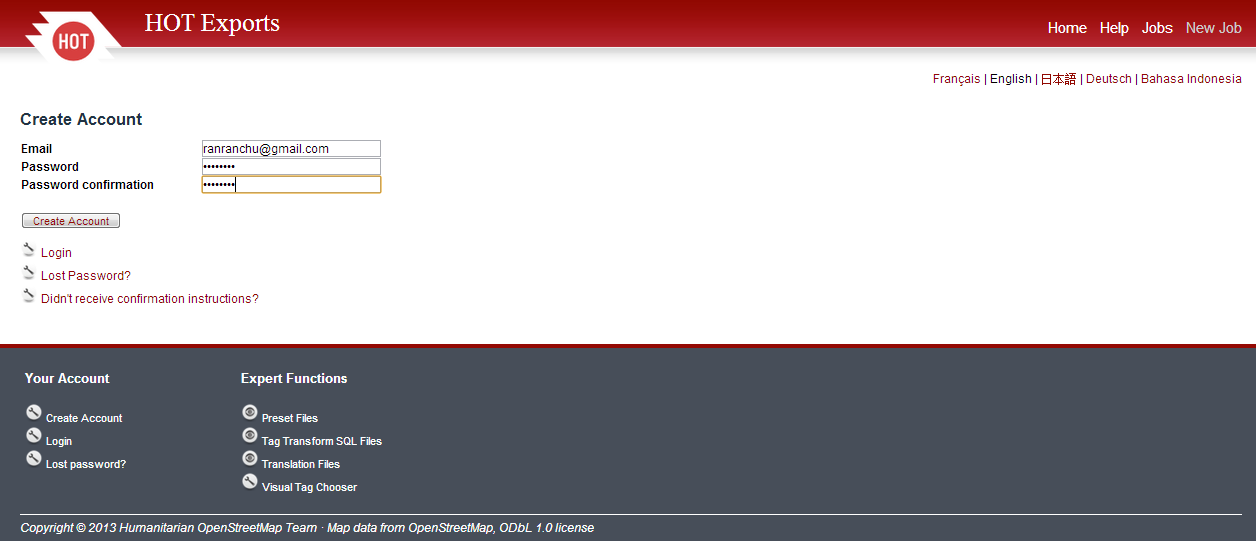 HOT
HOT Exports
Home Help Jobs New Job
Français | English | 日本語 | Deutsch | Bahasa Indonesia
Create Account
Email ranranchu@gmail.com
Password ••••••••
Password confirmation ••••••••
Create Account
Login
Lost Password?
Didn't receive confirmation instructions?
Your Account Expert Functions
Create Account Preset Files
Login Tag Transform SQL Files
Lost password? Translation Files
Visual Tag Chooser
Copyright © 2013 Humanitarian OpenStreetMap Team · Map data from OpenStreetMap, ODbL 1.0 license